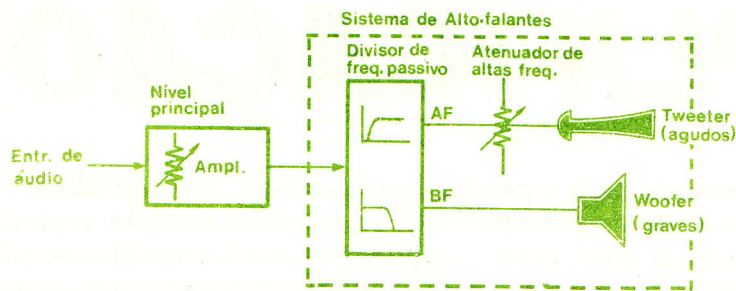 Sistema de Alto-falantes
Divisor de
freq. passivo
Atenuador de
altas freq.
Nível
principal
AF
Tweeter
(agudos)
Entr. de
áudio
Ampl.
BF
Woofer
(graves)